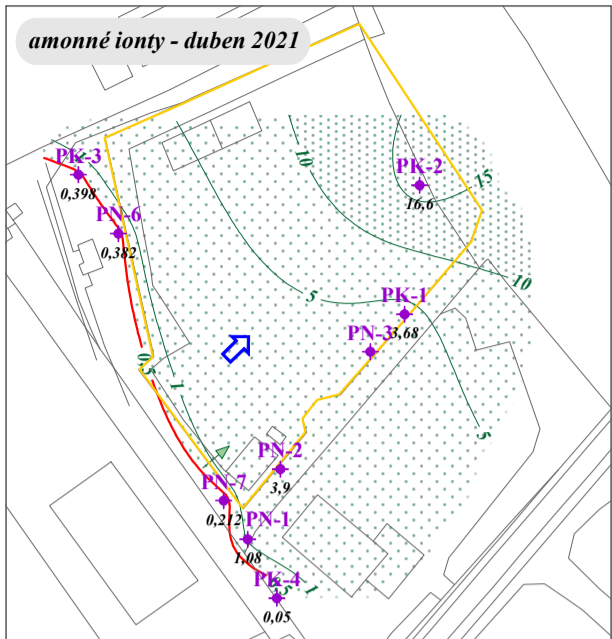 amonné ionty - duben 2021
PK-3
0,398
PN-6
0,382
10
PK-2
16,6
15
10
5
PK-1
3,68
PN-3
0,5
1
5
PN-2
3,9
PN-7
0,212
PN-1
1,08
PK-4
1
0,05